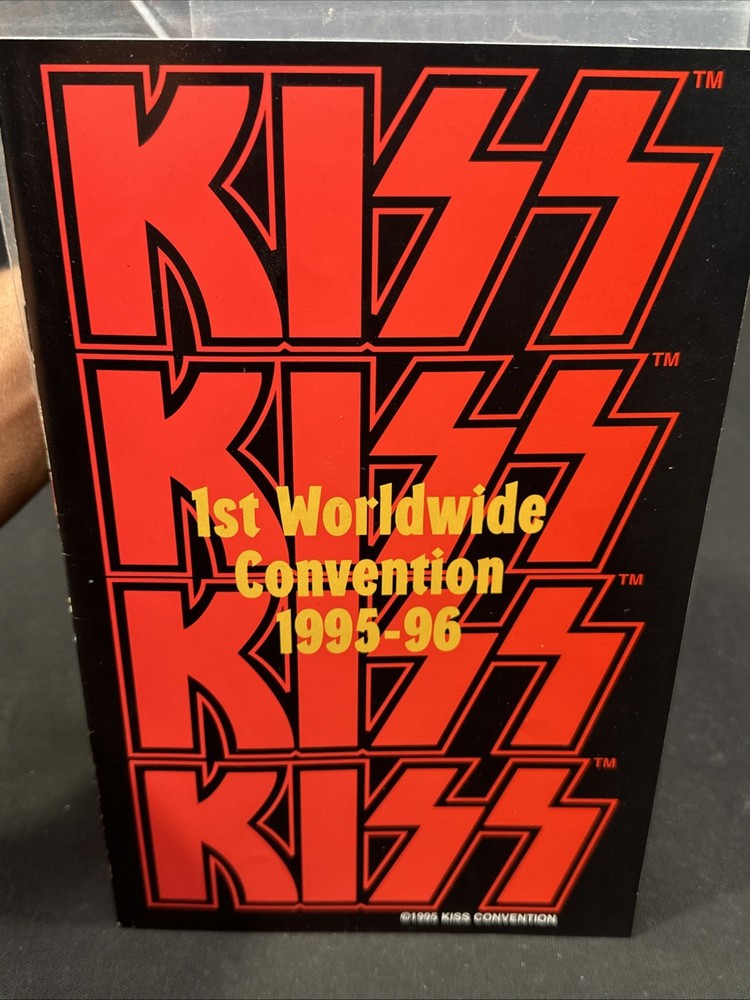 KISS™
KISS™
1st Worldwide
Convention
1995-96
KISS™
KISS™
©1995 KISS CONVENTION